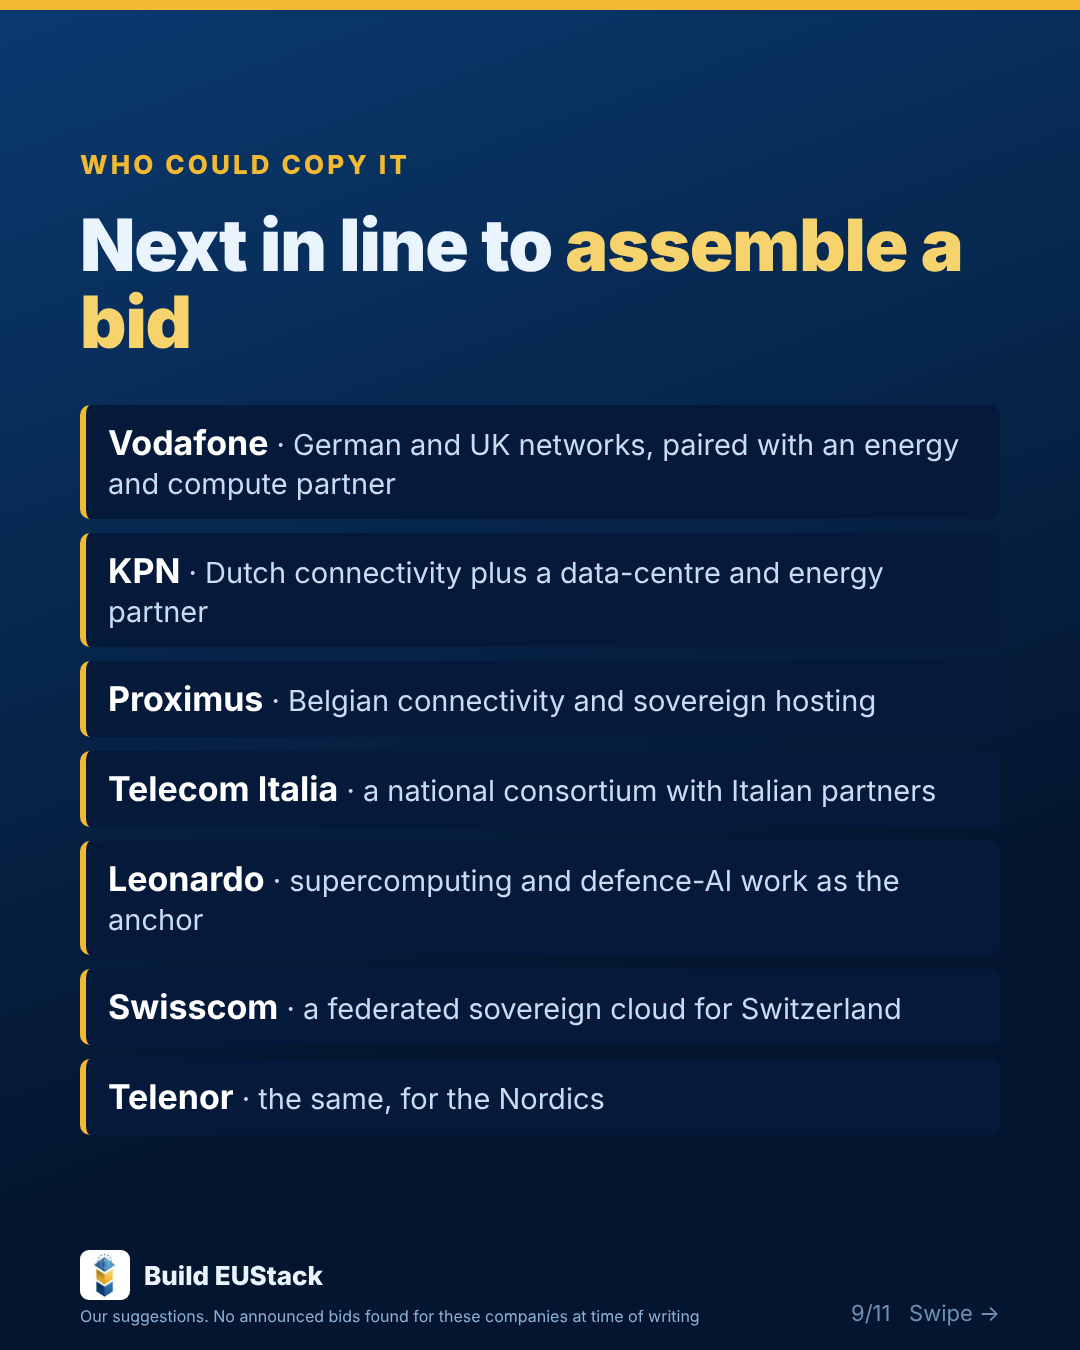 WHO COULD COPY IT
Next in line to assemble a
bid
Vodafone · German and UK networks, paired with an energy
and compute partner
KPN · Dutch connectivity plus a data-centre and energy
partner
Proximus · Belgian connectivity and sovereign hosting
Telecom Italia · a national consortium with Italian partners
Leonardo · supercomputing and defence-AI work as the
anchor
Swisscom · a federated sovereign cloud for Switzerland
Telenor · the same, for the Nordics
Build EUStack
Our suggestions. No announced bids found for these companies at time of writing
9/11 Swipe →